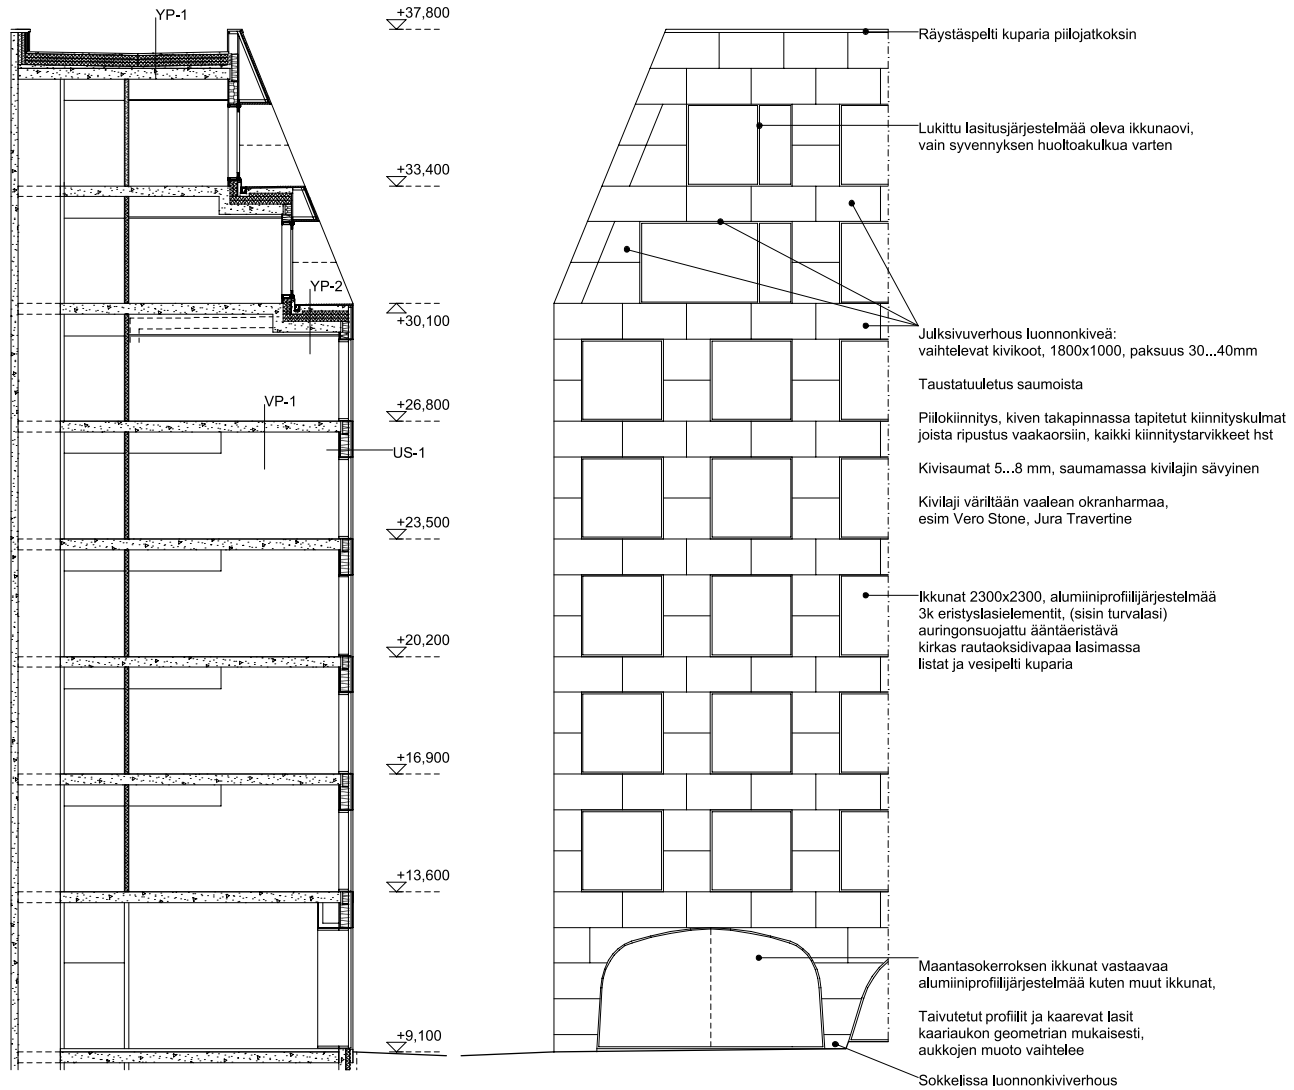 YP-1
+37,800
+33,400
YP-2
+30,100
VP-1
+26,800
US-1
+23,500
+20,200
+16,900
+13,600
+9,100
Räystäspelti kuparia piilojatkoksin
Lukittu lasitusjärjestelmää oleva ikkunaovi,
vain syvennyksen huoltoakulkua varten
Julksivuverhous luonnonkiveä:
vaihtelevat kivikoot, 1800x1000, paksuus 30...40mm
Taustatuuletus saumoista
Piilokiinnitys, kiven takapinnassa tapitetut kiinnityskulmat
joista ripustus vaakaorsiin, kaikki kiinnitystarvikkeet hst
Kivisaumat 5...8 mm, saumamassa kivilajin sävyinen
Kivilaji väriltään vaalean okranharmaa,
esim Vero Stone, Jura Travertine
Ikkunat 2300x2300, alumiiniprofiilijärjestelmää
3k eristyslasielementit, (sisin turvalasi)
auringonsuojattu ääntäeristävä
kirkas rautaoksidivapaa lasimassa
listat ja vesipelti kuparia
Maantasokerroksen ikkunat vastaavaa
alumiiniprofiilijärjestelmää kuten muut ikkunat,
Taivutetut profiilit ja kaarevat lasit
kaariaukon geometrian mukaisesti,
aukkojen muoto vaihtelee
Sokkelissa luonnonkiviverhous